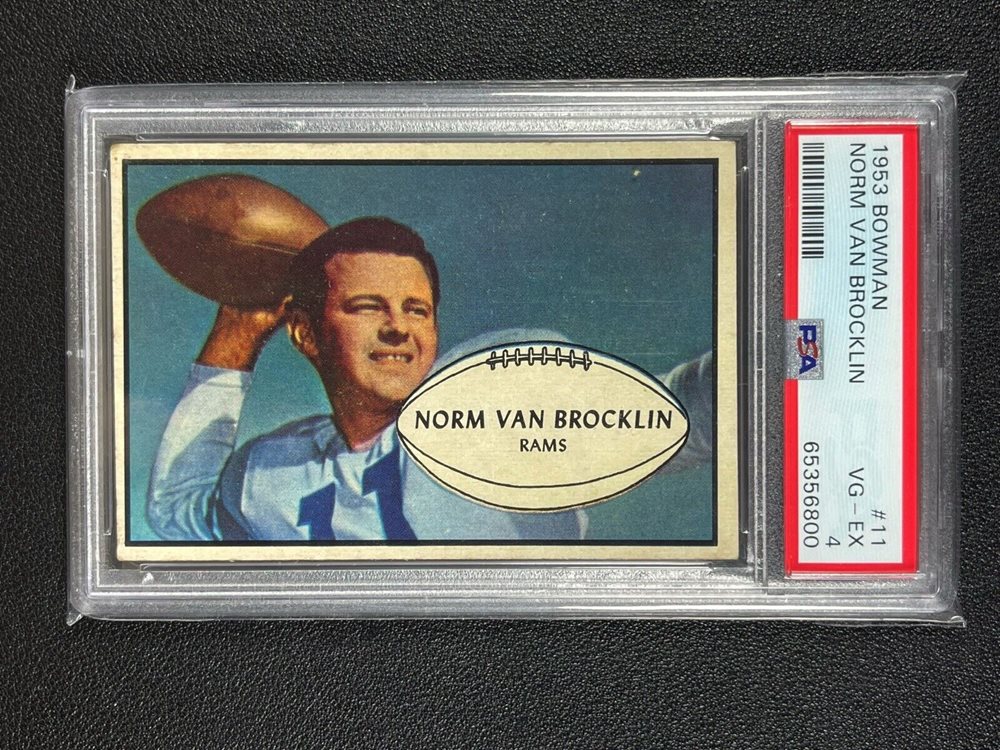 NORM VAN BROCKLIN
RAMS
1953 BOWMAN #11
NORM VAN BROCKLIN VG – EX
PSA 4
65356800
11